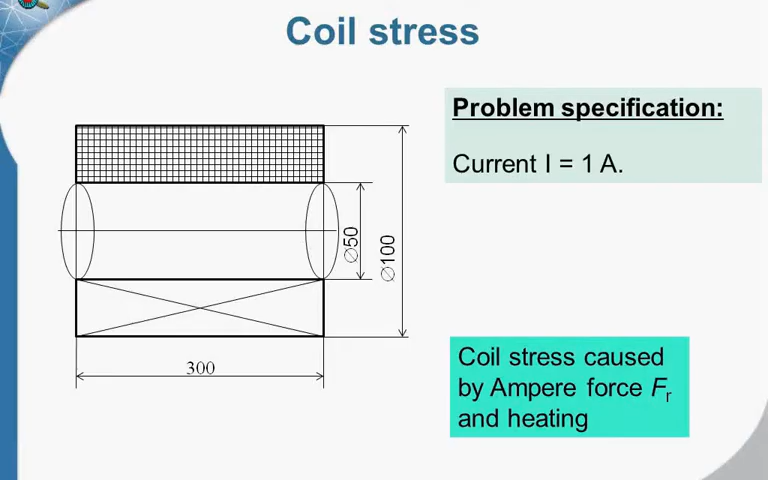 Coil stress
Problem specification:
Current I = 1 A.
∅50
∅100
300
Coil stress caused
by Ampere force Fr
and heating